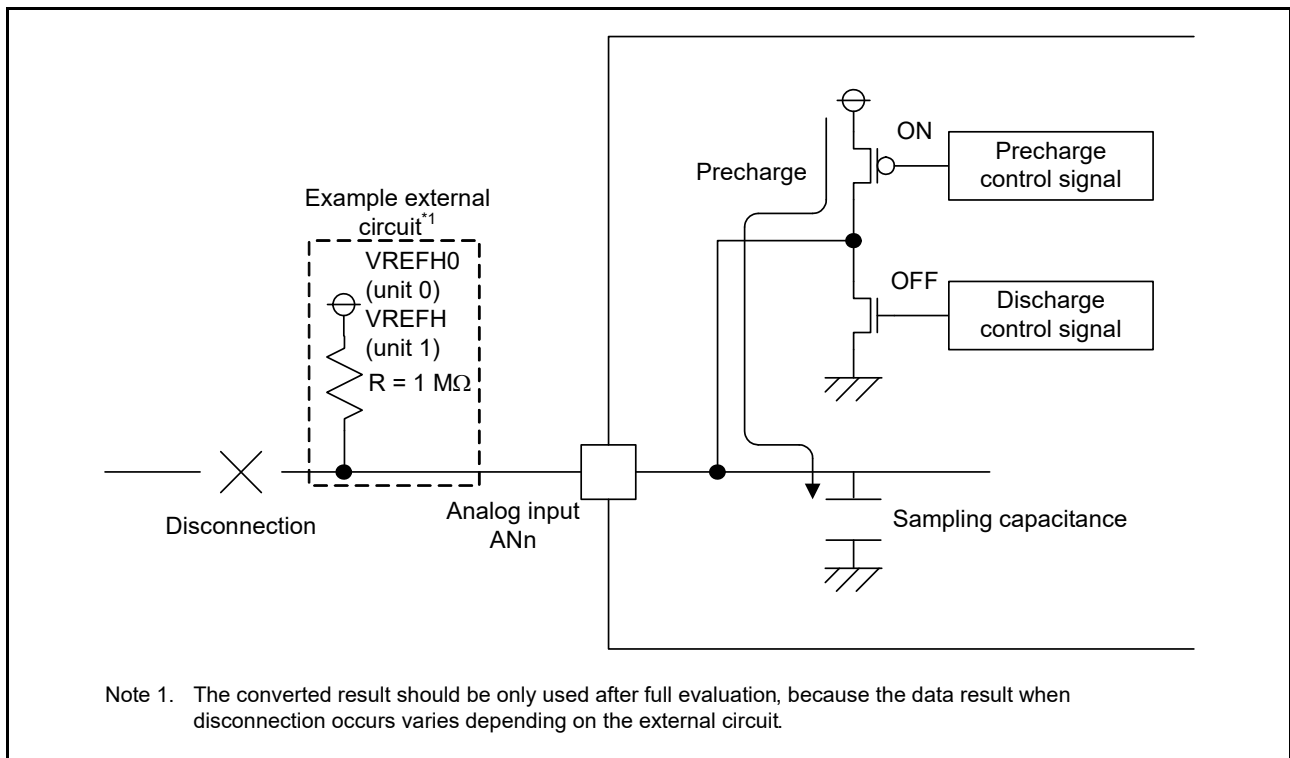 ON
Precharge
control signal
Precharge
Example external
circuit*1
VREFH0
(unit 0)
VREFH
(unit 1)
R = 1 MΩ
OFF
Discharge
control signal
Disconnection
Analog input
ANn
Sampling capacitance
Note 1. The converted result should be only used after full evaluation, because the data result when
disconnection occurs varies depending on the external circuit.